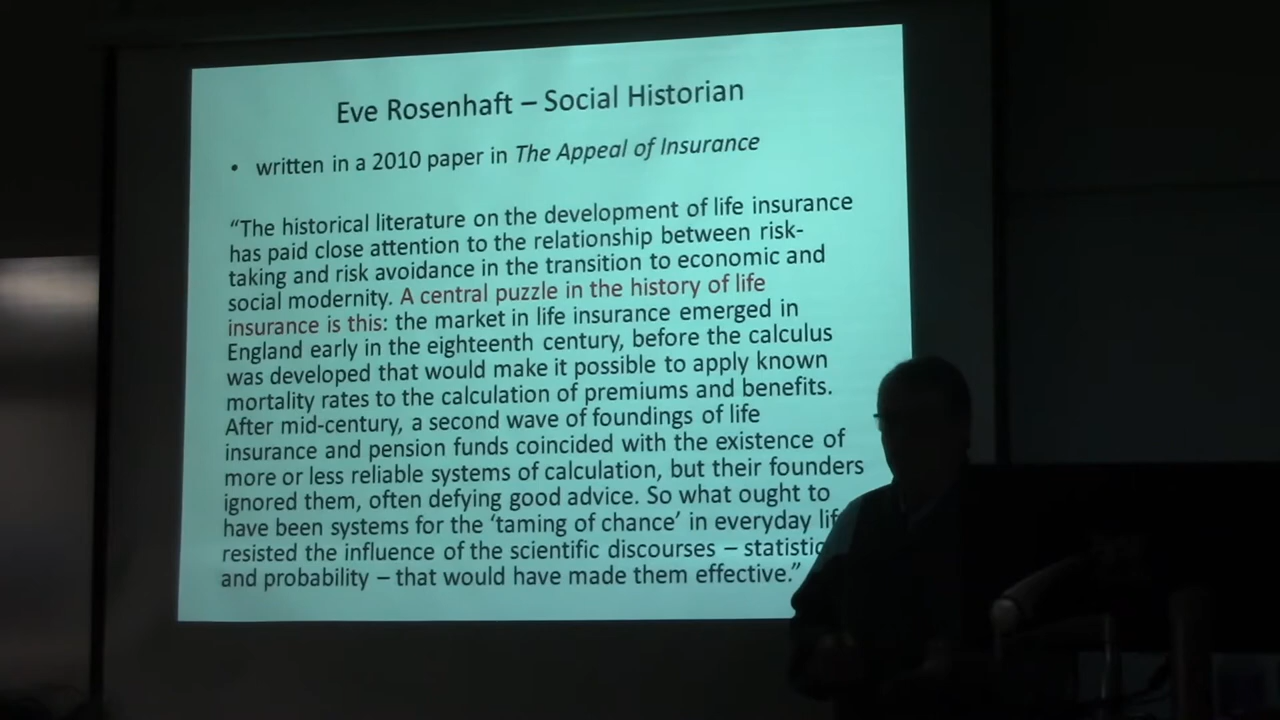 Eve Rosenhaft – Social Historian
• written in a 2010 paper in The Appeal of Insurance
“The historical literature on the development of life insurance
has paid close attention to the relationship between risk-
taking and risk avoidance in the transition to economic and
social modernity. A central puzzle in the history of life
insurance is this: the market in life insurance emerged in
England early in the eighteenth century, before the calculus
was developed that would make it possible to apply known
mortality rates to the calculation of premiums and benefits.
After mid-century, a second wave of foundings of life
insurance and pension funds coincided with the existence of
more or less reliable systems of calculation, but their founders
ignored them, often defying good advice. So what ought to
have been systems for the ‘taming of chance’ in everyday lif
resisted the influence of the scientific discourses – statistic
and probability – that would have made them effective.”